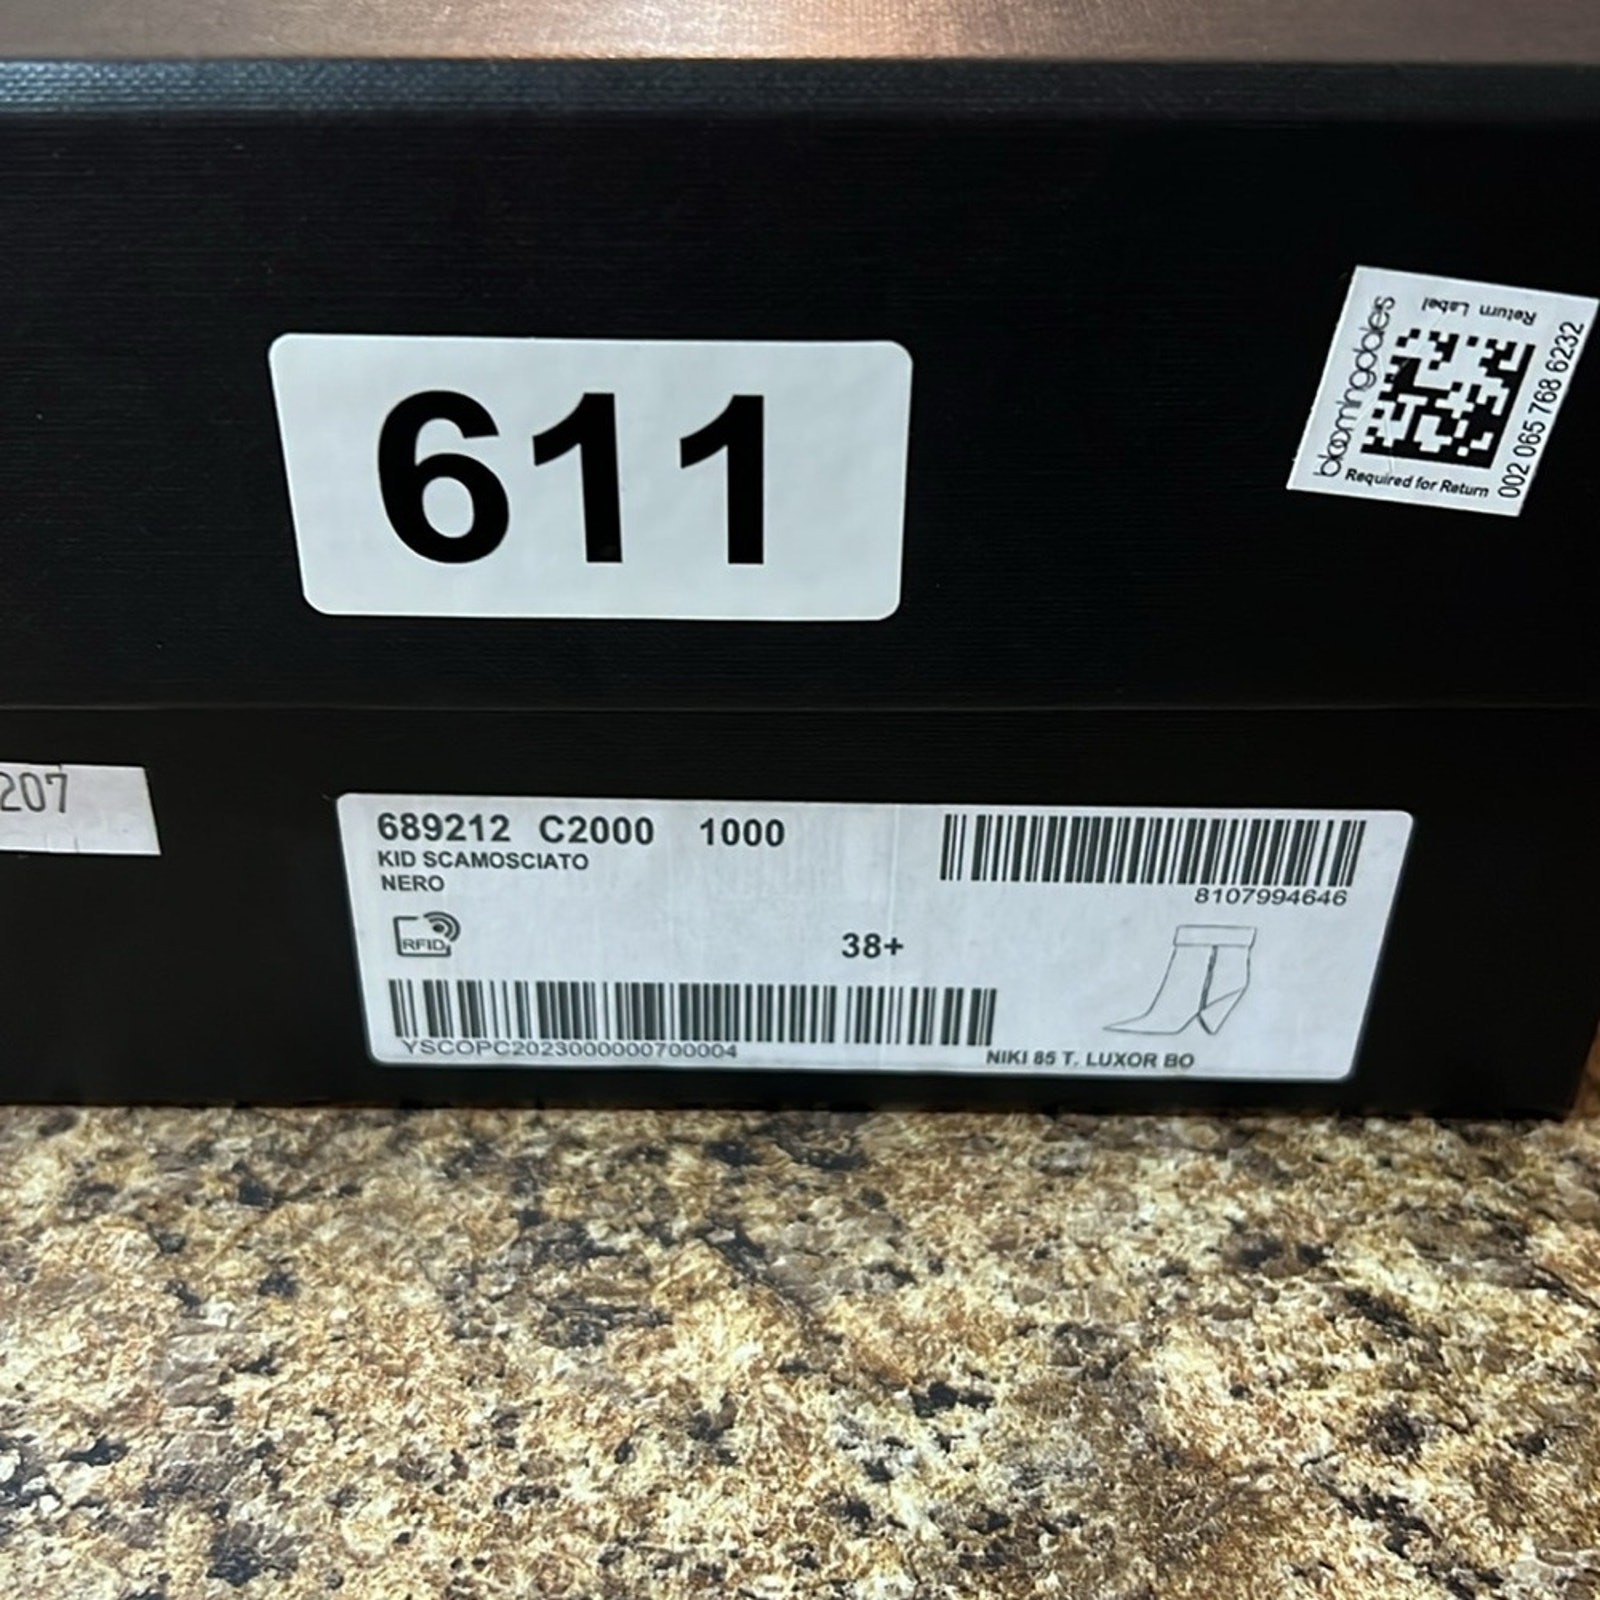 611
bloomingdales
Return Label
002 065 768 6232
Required for Return
207
689212 C2000 1000
KID SCAMOSCIATO
NERO
8107994646
RFID
38+
YSCOPC2023000000700004
NIKI 85 T. LUXOR BO